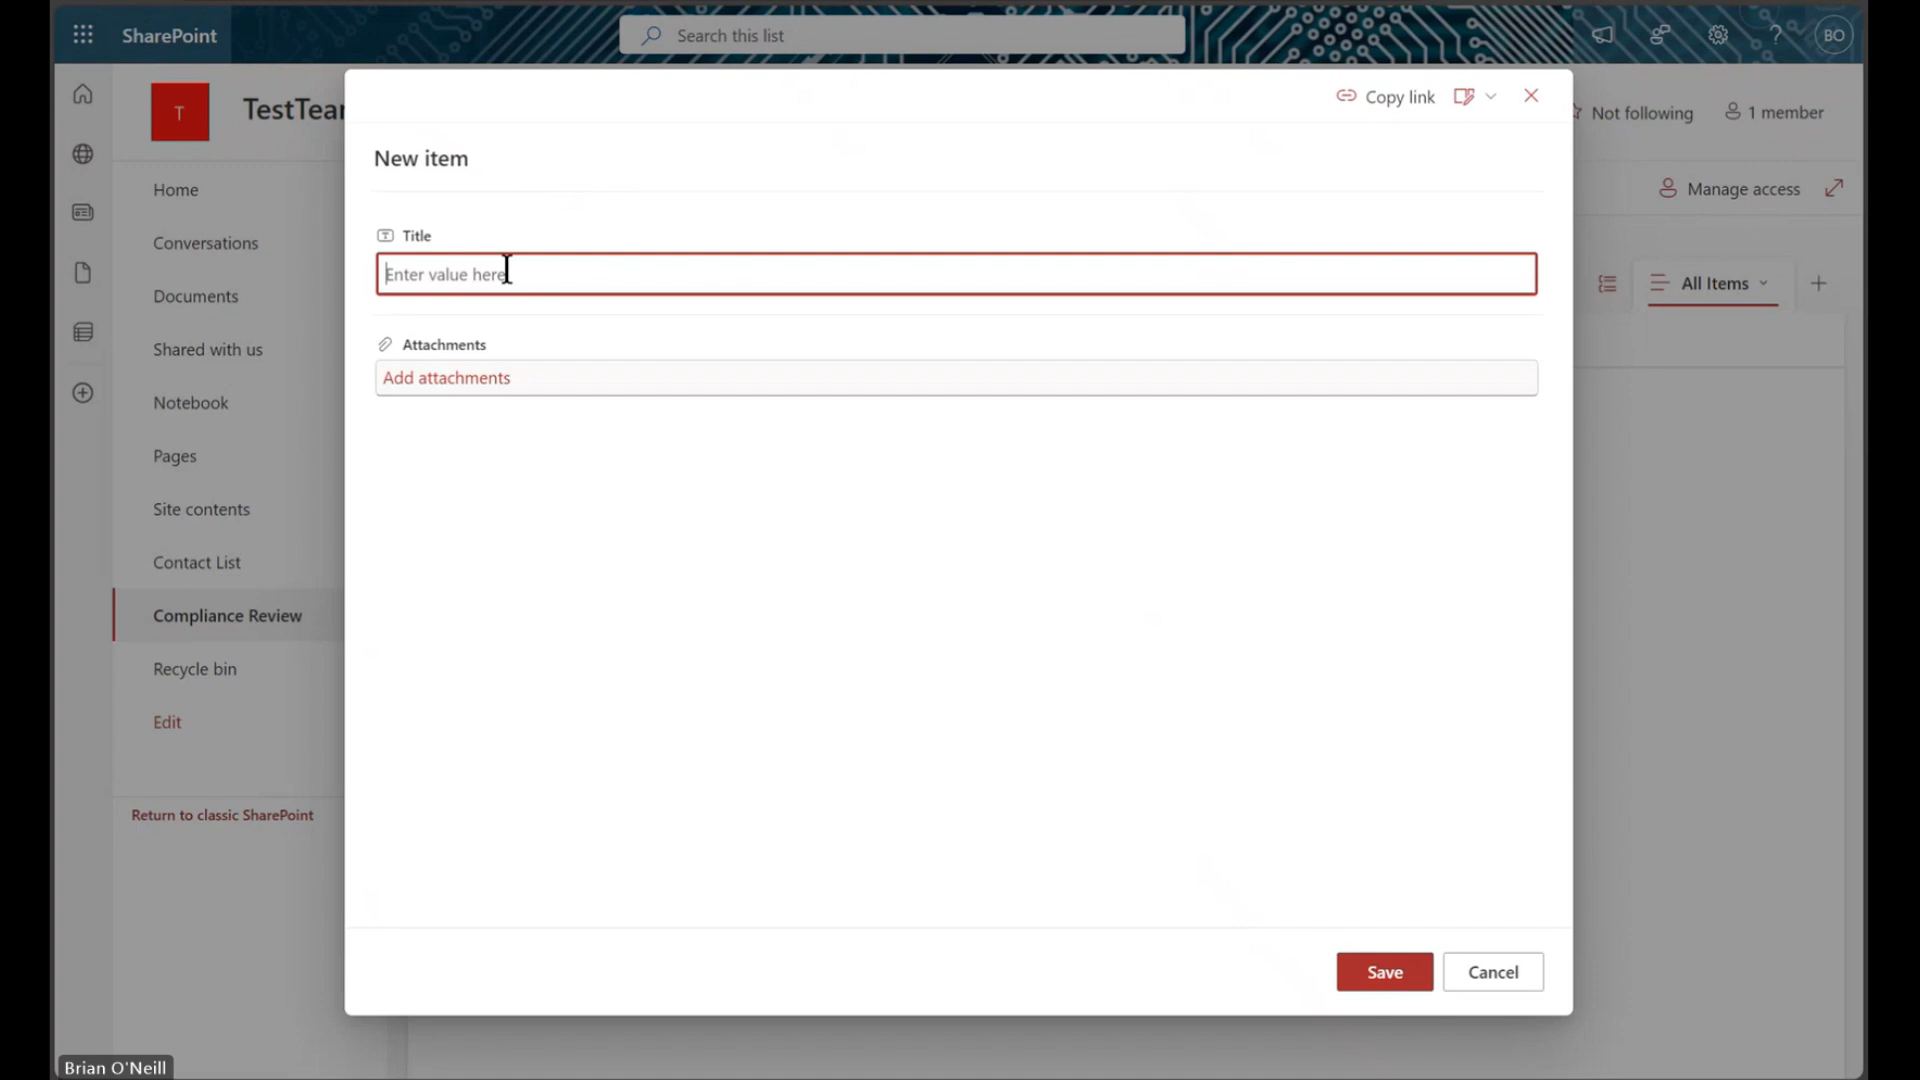 SharePoint
Search this list
BO
T
TestTear
Copy link
Not following
1 member
New item
Home
Manage access
Title
Conversations
Enter value here
All Items
Documents
Attachments
Shared with us
Add attachments
Notebook
Pages
Site contents
Contact List
Compliance Review
Recycle bin
Edit
Return to classic SharePoint
Save
Cancel
Brian O'Neill